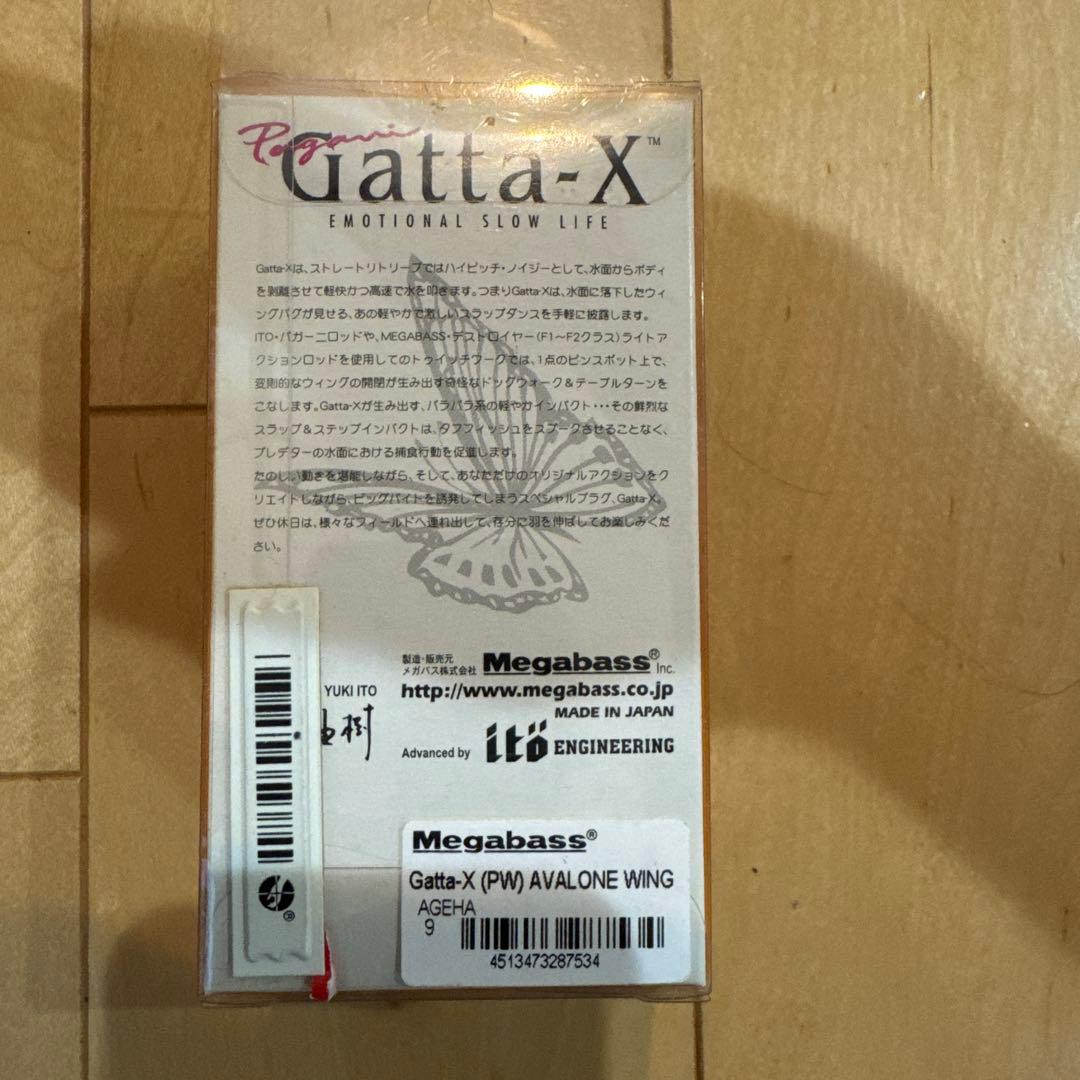 Pagani
Gatta-X™
EMOTIONAL SLOW LIFE
Gatta-Xは、ストレートリトリーブではハイピッチ・ノイジーとして、水面からボディ
を剥離させて軽快かつ高速で水を叩きます。つまりGatta-Xは、水面に落下したウィ
ングバグが見せる、あの軽やかで激しいスラップダンスを手軽に披露します。
ITO・パガーニロッドや、MEGABASS・デストロイヤー(F1〜F2クラス)ライトア
クションロッドを使用してのトゥイッチワークでは、1点のピンスポット上で、
変則的なウィングの開閉が生み出す奇怪なドッグウォーク&テーブルターンを
こなします。Gatta-Xが生み出す、パラパラ系の軽やかインパクト・・・その鮮烈な
スラップ&ステップインパクトは、タフフィッシュをスプークさせることなく、
プレデターの水面における捕食行動を促進します。
たのしい動きを堪能しながら、そして、あなただけのオリジナルアクションをク
リエイトしながら、ビッグバイトを誘発してしまうスペシャルプラグ、Gatta-X。
ぜひ休日は、様々なフィールドへ連れ出して、存分に羽を伸ばしてお楽しみくだ
さい。
製造・販売元
メガバス株式会社 Megabass® Inc.
YUKI ITO
http://www.megabass.co.jp
MADE IN JAPAN
樹
Advanced by itö ENGINEERING
Megabass®
Gatta-X (PW) AVALONE WING
AGEHA
9
4513473287534